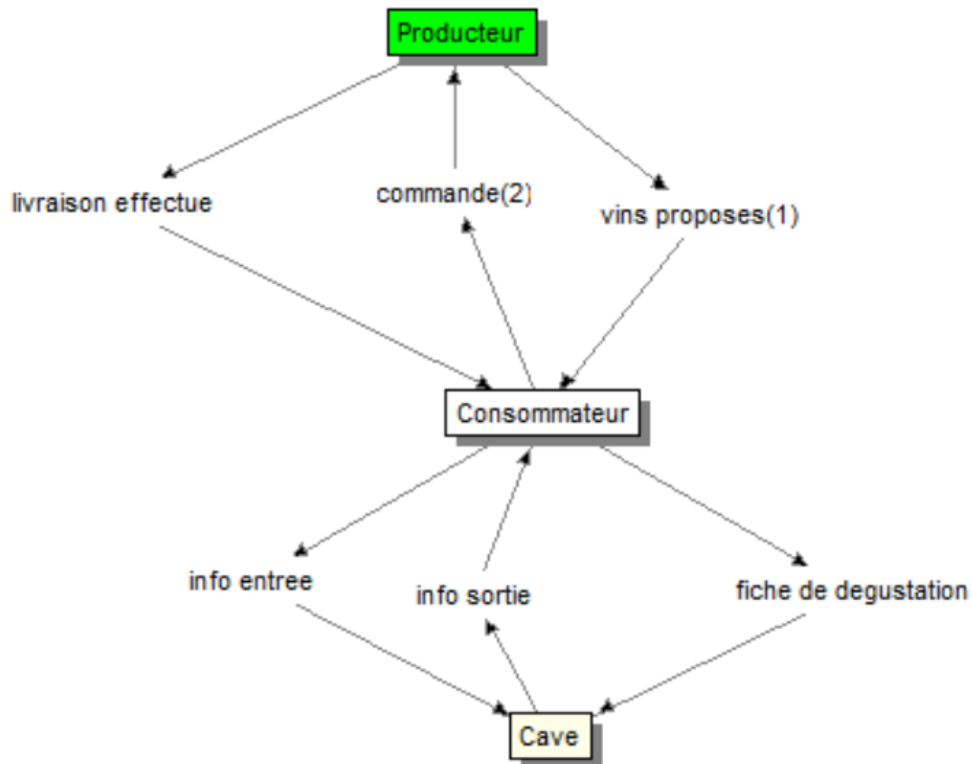 Producteur
livraison effectue
commande(2)
vins proposes(1)
Consommateur
info entree
info sortie
fiche de degustation
Cave